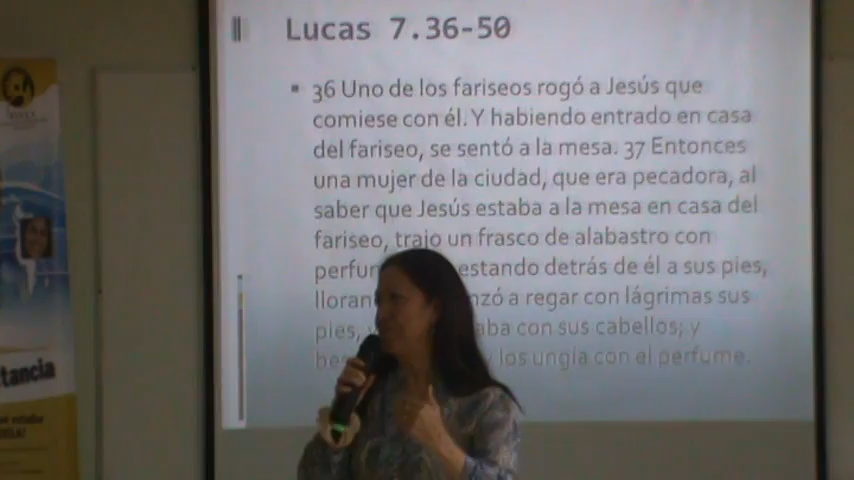 Lucas 7.36-50
▪ 36 Uno de los fariseos rogó a Jesús que
comiese con él. Y habiendo entrado en casa
del fariseo, se sentó a la mesa. 37 Entonces
una mujer de la ciudad, que era pecadora, al
saber que Jesús estaba a la mesa en casa del
fariseo, trajo un frasco de alabastro con
estando detrás de él a sus pies,
a regar con lágrimas sus
pies, con sus cabellos; y
los ungía con el perfume.
tancia